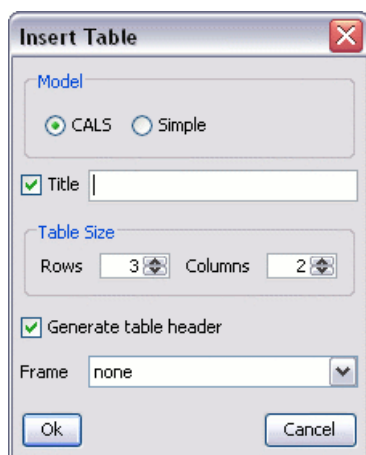 Insert Table
Model
CALS Simple
Title
Table Size
Rows 3 Columns 2
Generate table header
Frame none
Ok Cancel